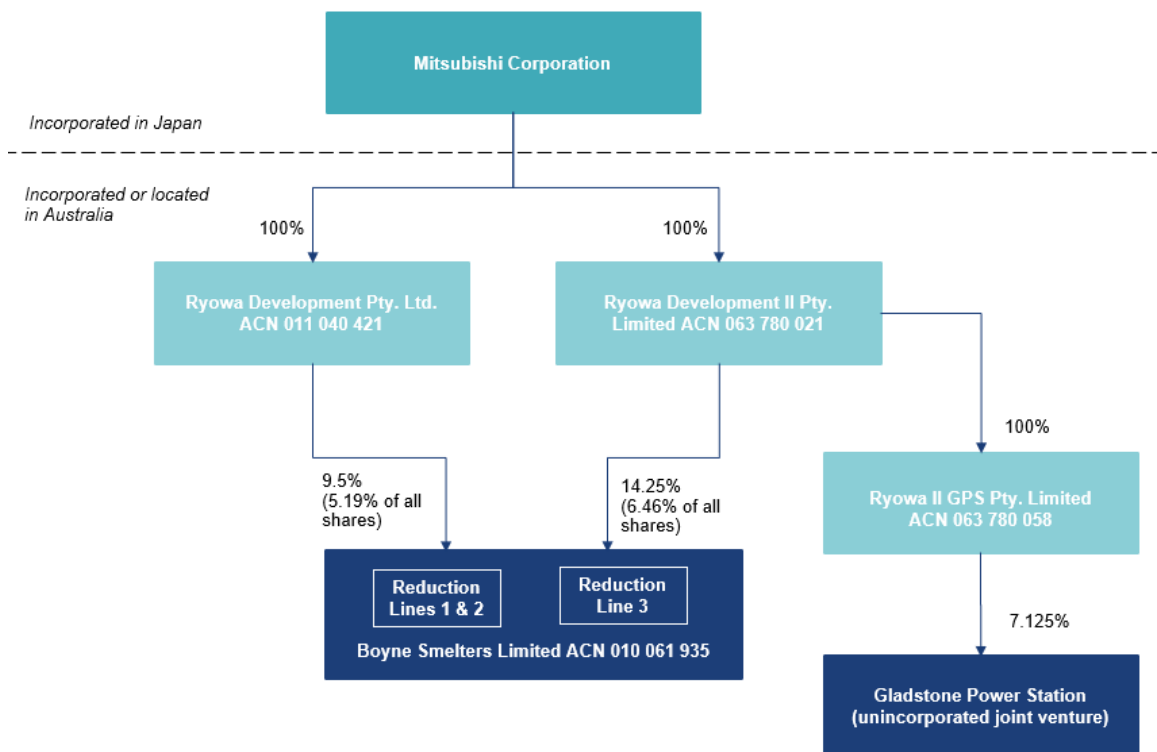 Mitsubishi Corporation
Incorporated in Japan
Incorporated or located
in Australia
100%
100%
Ryowa Development Pty. Ltd.
ACN 011 040 421
Ryowa Development II Pty.
Limited ACN 063 780 021
100%
9.5%
(5.19% of all
shares)
14.25%
(6.46% of all
shares)
Ryowa II GPS Pty. Limited
ACN 063 780 058
Reduction
Lines 1 & 2
Reduction
Line 3
Boyne Smelters Limited ACN 010 061 935
7.125%
Gladstone Power Station
(unincorporated joint venture)